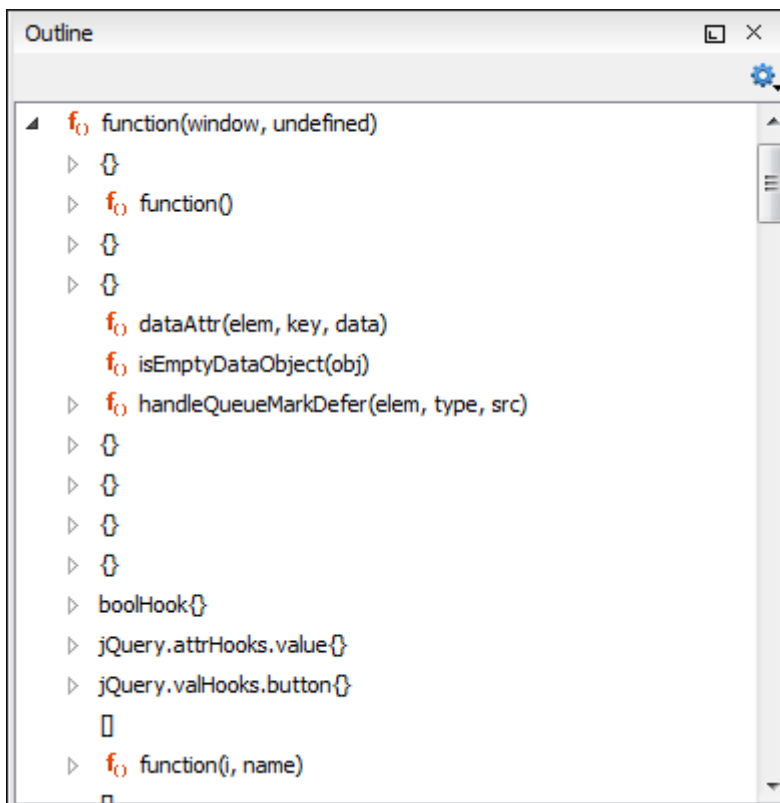 Outline
f() function(window, undefined)
{}
f() function()
{}
{}
f() dataAttr(elem, key, data)
f() isEmptyDataObject(obj)
f() handleQueueMarkDefer(elem, type, src)
{}
{}
{}
{}
boolHook{}
jQuery.attrHooks.value{}
jQuery.valHooks.button{}
[]
f() function(i, name)